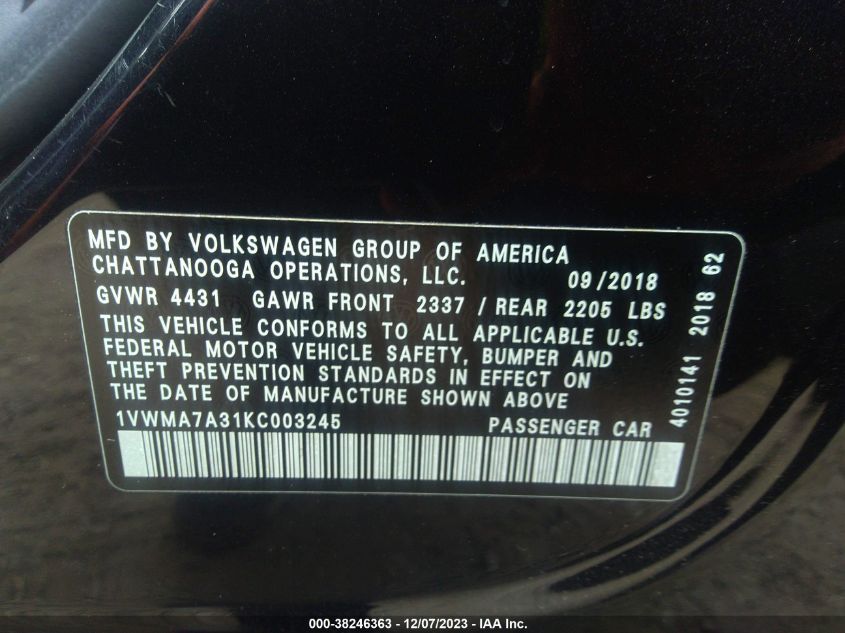 MFD BY VOLKSWAGEN GROUP OF AMERICA
CHATTANOOGA OPERATIONS, LLC. 09/2018
GVWR 4431 GAWR FRONT 2337 / REAR 2205 LBS
THIS VEHICLE CONFORMS TO ALL APPLICABLE U.S.
FEDERAL MOTOR VEHICLE SAFETY, BUMPER AND
THEFT PREVENTION STANDARDS IN EFFECT ON
THE DATE OF MANUFACTURE SHOWN ABOVE.
1VWMA7A31KC003245 PASSENGER CAR
4010141 2018 62
000-38246363 - 12/07/2023 - IAA Inc.